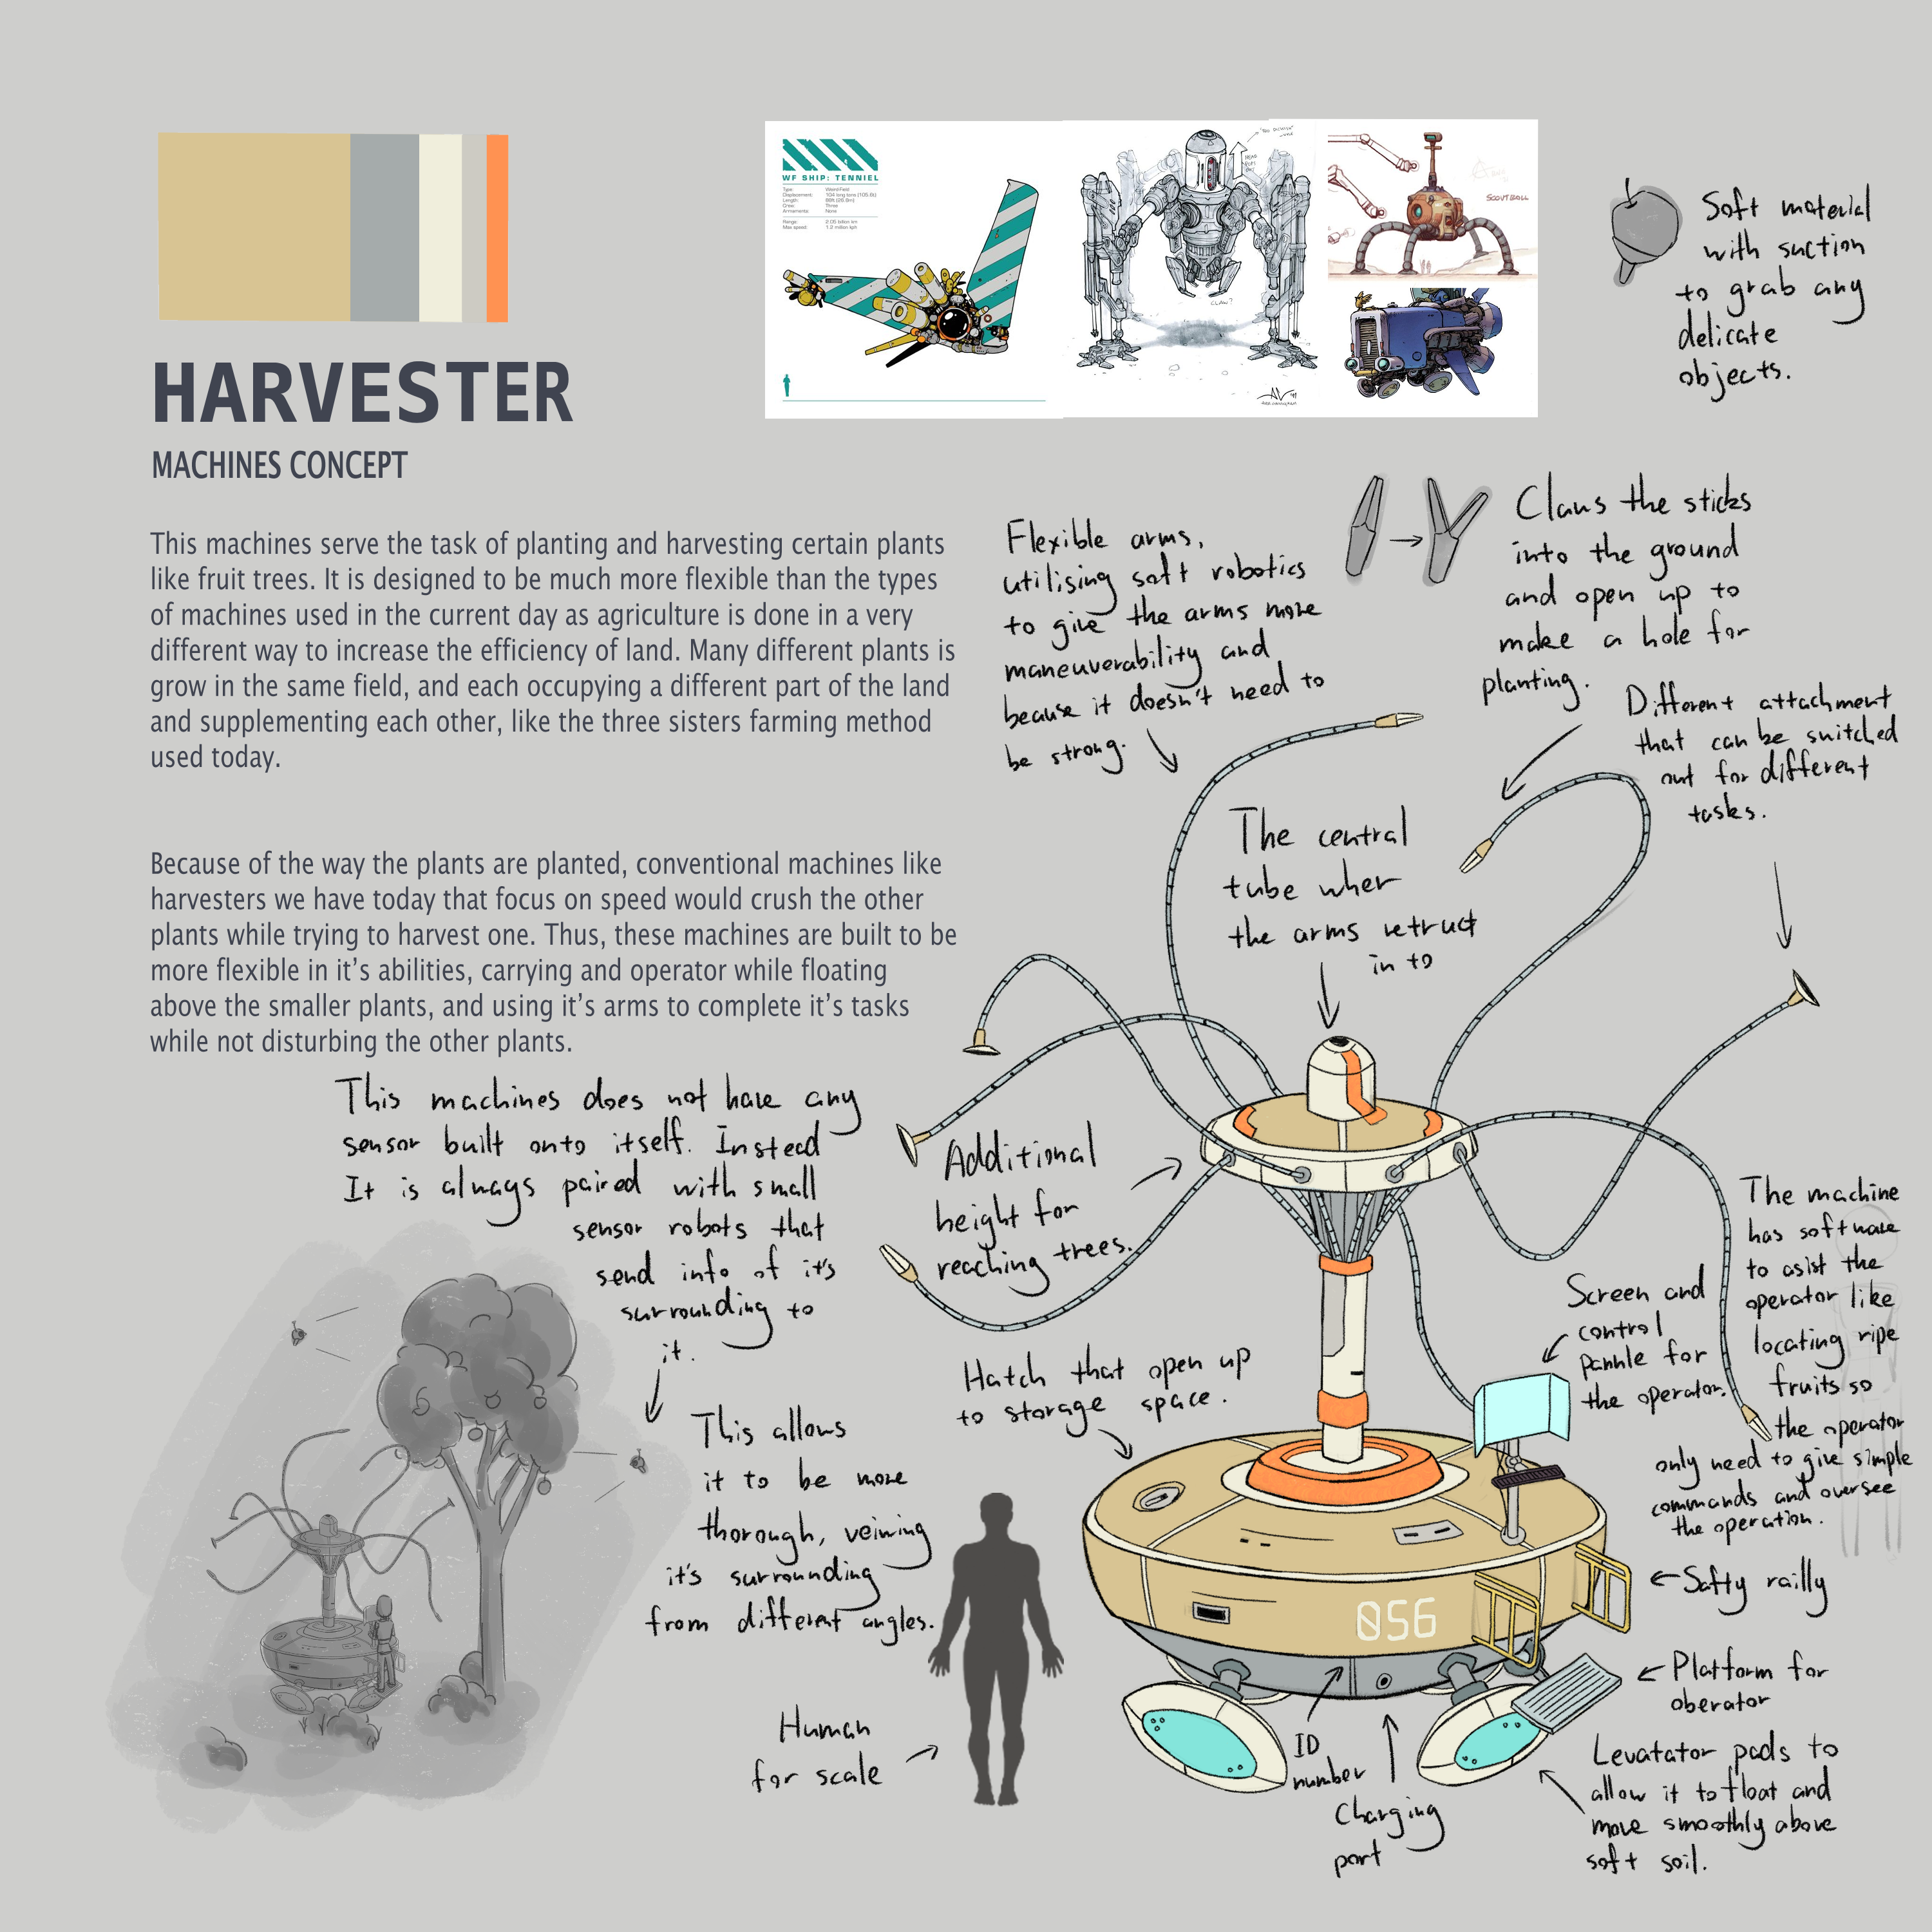 HARVESTER
MACHINES CONCEPT
This machines serve the task of planting and harvesting certain plants
like fruit trees. It is designed to be much more flexible than the types
of machines used in the current day as agriculture is done in a very
different way to increase the efficiency of land. Many different plants is
grow in the same field, and each occupying a different part of the land
and supplementing each other, like the three sisters farming method
used today.
Because of the way the plants are planted, conventional machines like
harvesters we have today that focus on speed would crush the other
plants while trying to harvest one. Thus, these machines are built to be
more flexible in it's abilities, carrying and operator while floating
above the smaller plants, and using it's arms to complete it's tasks
while not disturbing the other plants.
WF SHIP: TENNIEL
Type:
Displacement:
Length:
Crew: Three
Armaments: None
Range:
Max speed:
CLAW?
SCOUTBALL
Soft material
with suction
to grab any
delicate
objects.
Flexible arms,
utilising soft robotics
to give the arms more
maneuverability and
because it doesn't need to
be strong.
Claws the sticks
into the ground
and open up to
make a hole for
planting.
Different attachment
that can be switched
out for different
tasks.
The central
tube wher
the arms retruct
in to
This machines does not have any
sensor built onto itself. Instead
It is always paired with small
sensor robots that
send info of it's
surrounding to
it.
This allows
it to be more
thorough, veiwing
it's surrounding
from different angles.
Additional
height for
reaching trees.
Hatch that open up
to storage space.
Screen and
control
pannle for
the operator.
The machine
has software
to asist the
operator like
locating ripe
fruits so
the operator
only need to give simple
commands and oversee
the operation.
056
Safty railly
Platform for
oberator
Human
for scale
ID
number
Charging
port
Levatator pads to
allow it to float and
move smoothly above
soft soil.